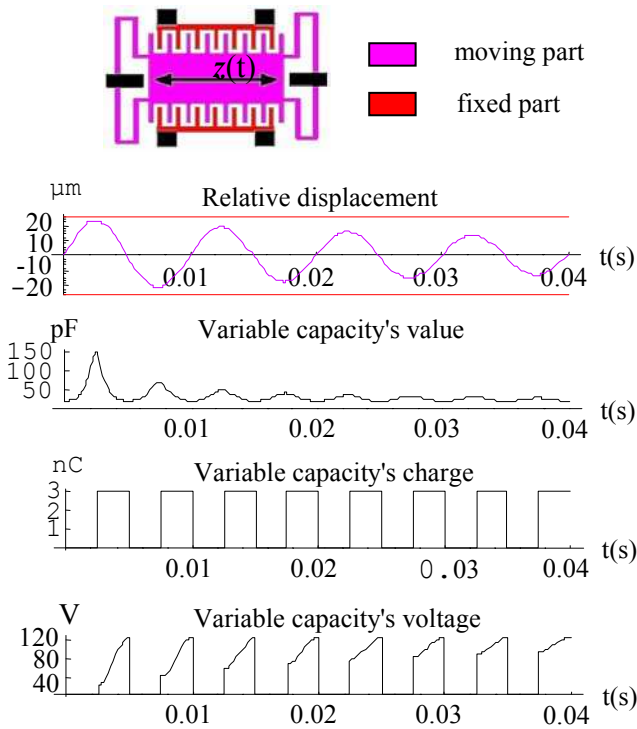 z(t)
moving part
fixed part
Relative displacement
μm
20
10
-10
-20
0.01 0.02 0.03 0.04
t(s)
Variable capacity's value
pF
150
100
50
0.01 0.02 0.03 0.04
t(s)
Variable capacity's charge
nC
3
2
1
0.01 0.02 0.03 0.04
t(s)
Variable capacity's voltage
V
120
80
40
0.01 0.02 0.03 0.04
t(s)